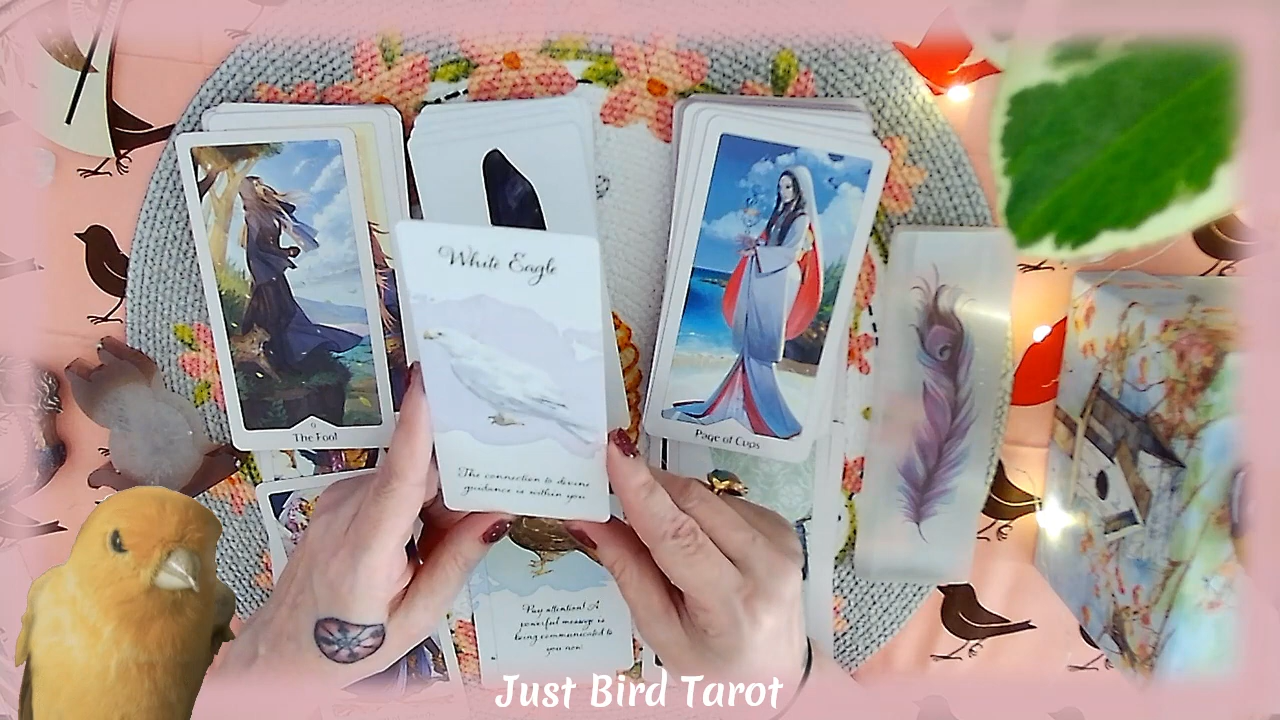 White Eagle
The connection to divine
guidance is within you.
0
The Fool
Page of Cups
Pay attention! A
powerful message is
being communicated to
you now.
Just Bird Tarot